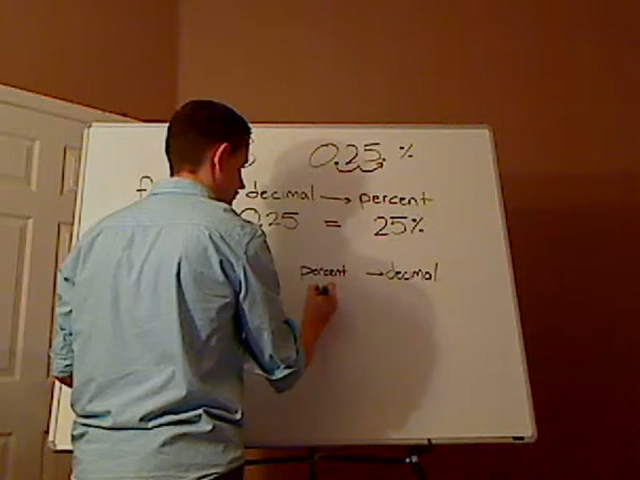 0.25. %
decimal → percent
0.25 = 25%
percent → decimal